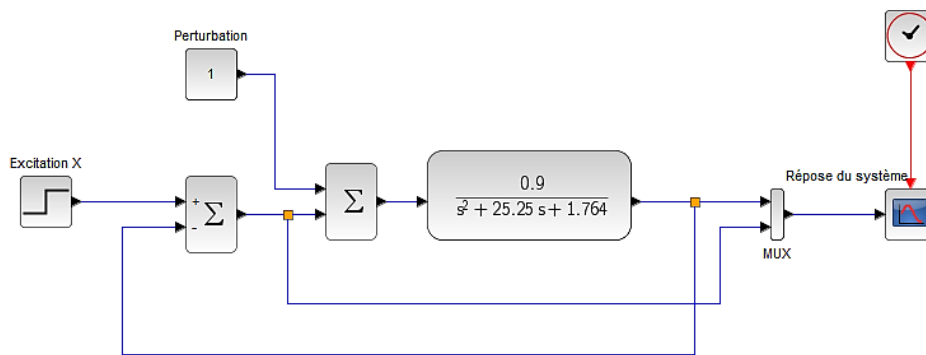 Perturbation
1
Excitation X
+
-
Σ
Σ
0.9
s² + 25.25 s + 1.764
Répose du système
MUX